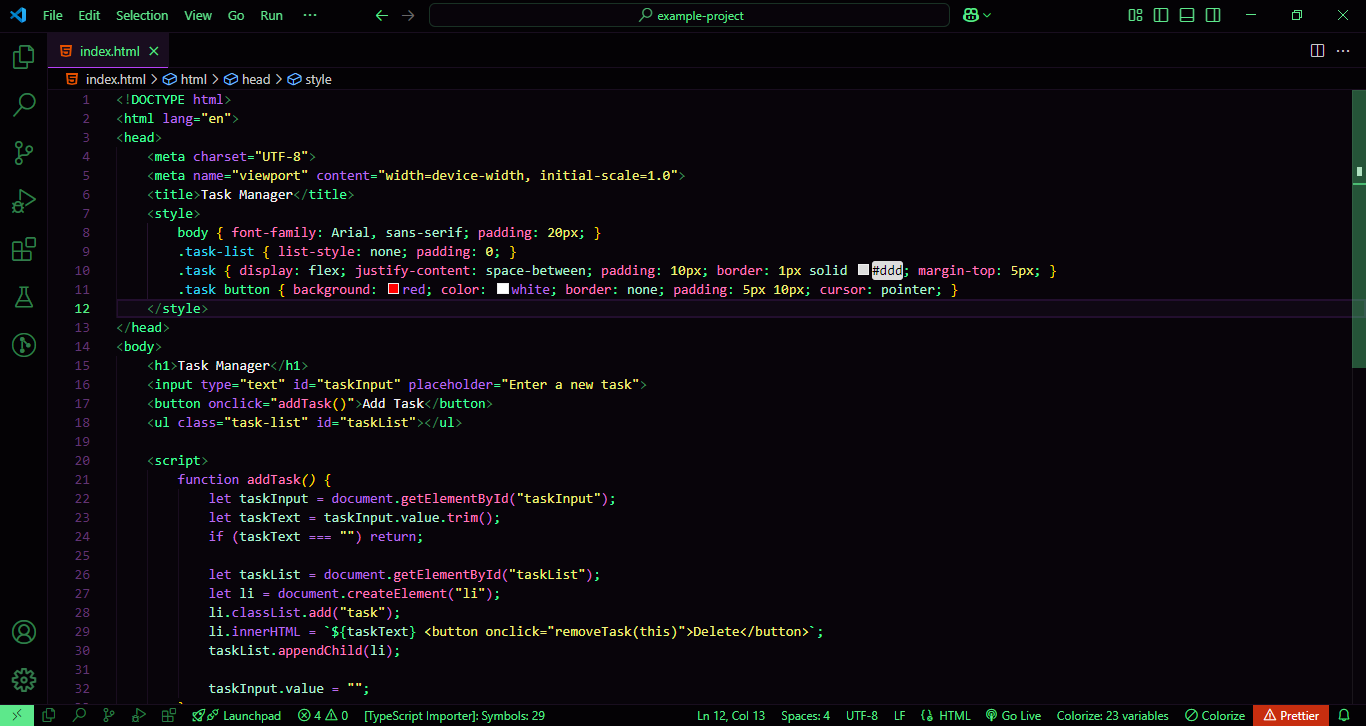 File Edit Selection View Go Run ···
example-project
index.html
index.html > html > head > style
1 <!DOCTYPE html>
2 <html lang="en">
3 <head>
4 <meta charset="UTF-8">
5 <meta name="viewport" content="width=device-width, initial-scale=1.0">
6 <title>Task Manager</title>
7 <style>
8 body { font-family: Arial, sans-serif; padding: 20px; }
9 .task-list { list-style: none; padding: 0; }
10 .task { display: flex; justify-content: space-between; padding: 10px; border: 1px solid #ddd; margin-top: 5px; }
11 .task button { background: red; color: white; border: none; padding: 5px 10px; cursor: pointer; }
12 </style>
13 </head>
14 <body>
15 <h1>Task Manager</h1>
16 <input type="text" id="taskInput" placeholder="Enter a new task">
17 <button onclick="addTask()">Add Task</button>
18 <ul class="task-list" id="taskList"></ul>
19
20 <script>
21 function addTask() {
22 let taskInput = document.getElementById("taskInput");
23 let taskText = taskInput.value.trim();
24 if (taskText === "") return;
25
26 let taskList = document.getElementById("taskList");
27 let li = document.createElement("li");
28 li.classList.add("task");
29 li.innerHTML = `${taskText} <button onclick="removeTask(this)">Delete</button>`;
30 taskList.appendChild(li);
31
32 taskInput.value = "";
Launchpad 4 0 [TypeScript Importer]: Symbols: 29 Ln 12, Col 13 Spaces: 4 UTF-8 LF HTML Go Live Colorize: 23 variables Colorize Prettier